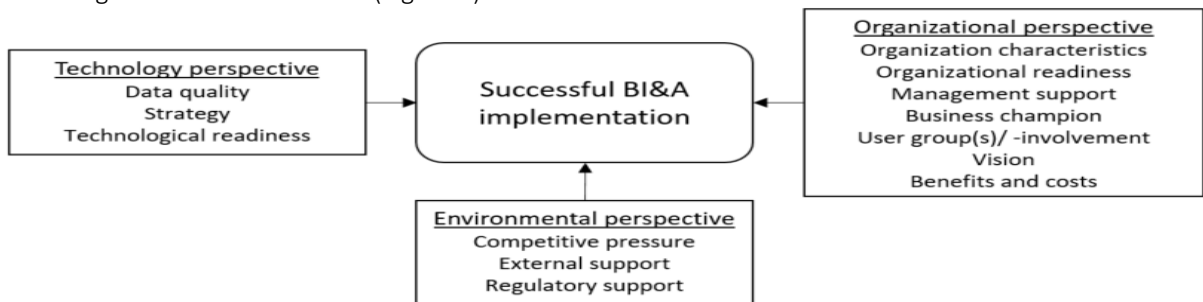 Technology perspective
Data quality
Strategy
Technological readiness
Successful BI&A
implementation
Organizational perspective
Organization characteristics
Organizational readiness
Management support
Business champion
User group(s)/ -involvement
Vision
Benefits and costs
Environmental perspective
Competitive pressure
External support
Regulatory support